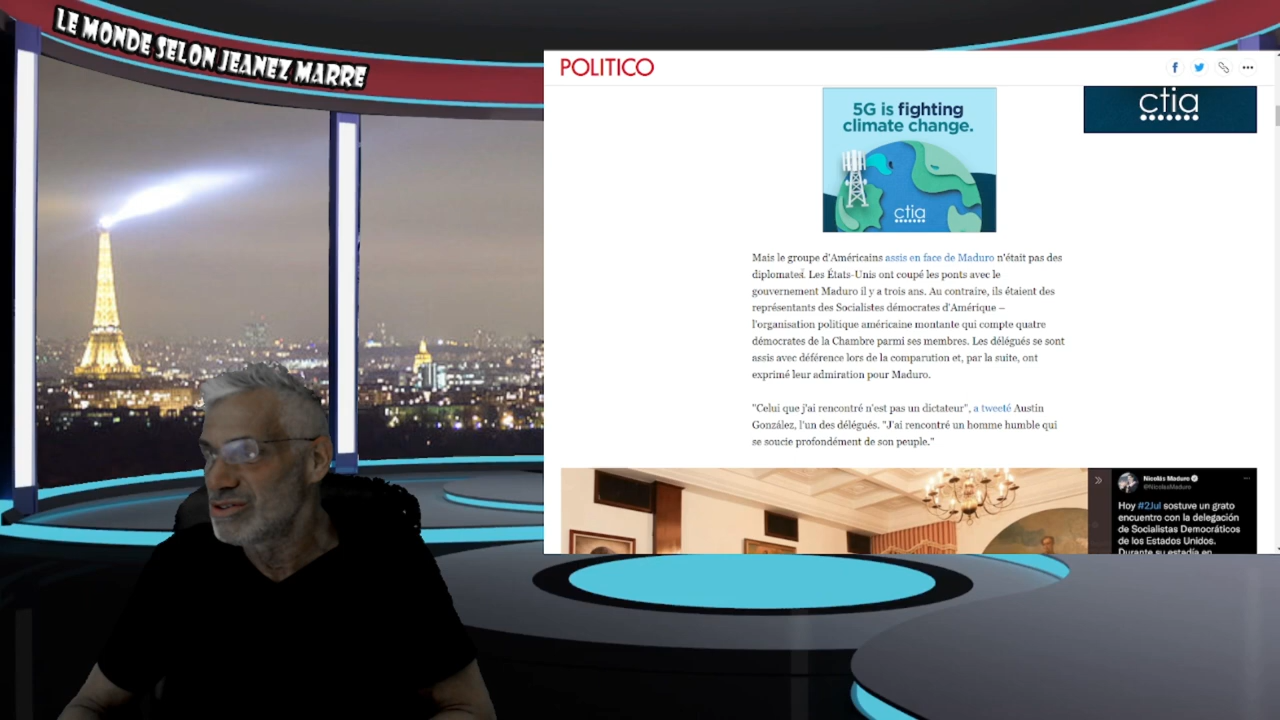 LE MONDE SELON JEANEZ MARRE
POLITICO
5G is fighting
climate change.
ctia
ctia
Mais le groupe d'Américains assis en face de Maduro n'était pas des
diplomates. Les États-Unis ont coupé les ponts avec le
gouvernement Maduro il y a trois ans. Au contraire, ils étaient des
représentants des Socialistes démocrates d'Amérique –
l'organisation politique américaine montante qui compte quatre
démocrates de la Chambre parmi ses membres. Les délégués se sont
assis avec déférence lors de la comparution et, par la suite, ont
exprimé leur admiration pour Maduro.
"Celui que j'ai rencontré n'est pas un dictateur", a tweeté Austin
González, l'un des délégués. "J'ai rencontré un homme humble qui
se soucie profondément de son peuple."
Nicolás Maduro
@NicolasMaduro
Hoy #2Jul sostuve un grato
encuentro con la delegación
de Socialistas Democráticos
de los Estados Unidos.
Durante su estadía en